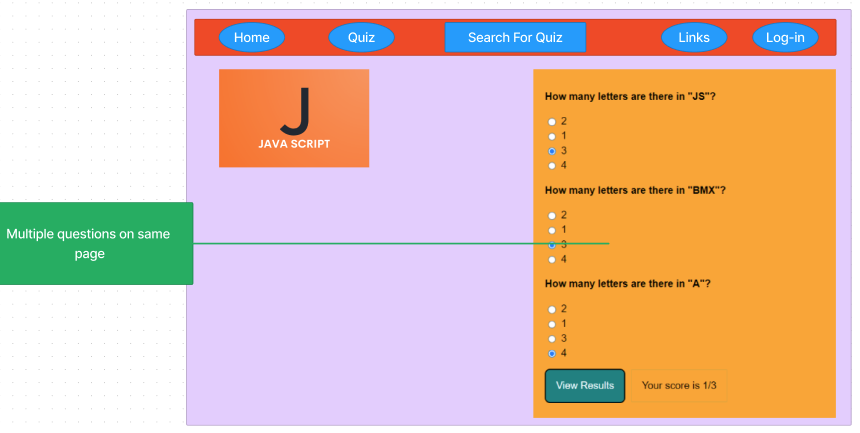 Home Quiz Search For Quiz Links Log-in
J
JAVA SCRIPT
How many letters are there in "JS"?
2
1
3
4
How many letters are there in "BMX"?
2
1
3
4
Multiple questions on same
page
How many letters are there in "A"?
2
1
3
4
View Results Your score is 1/3